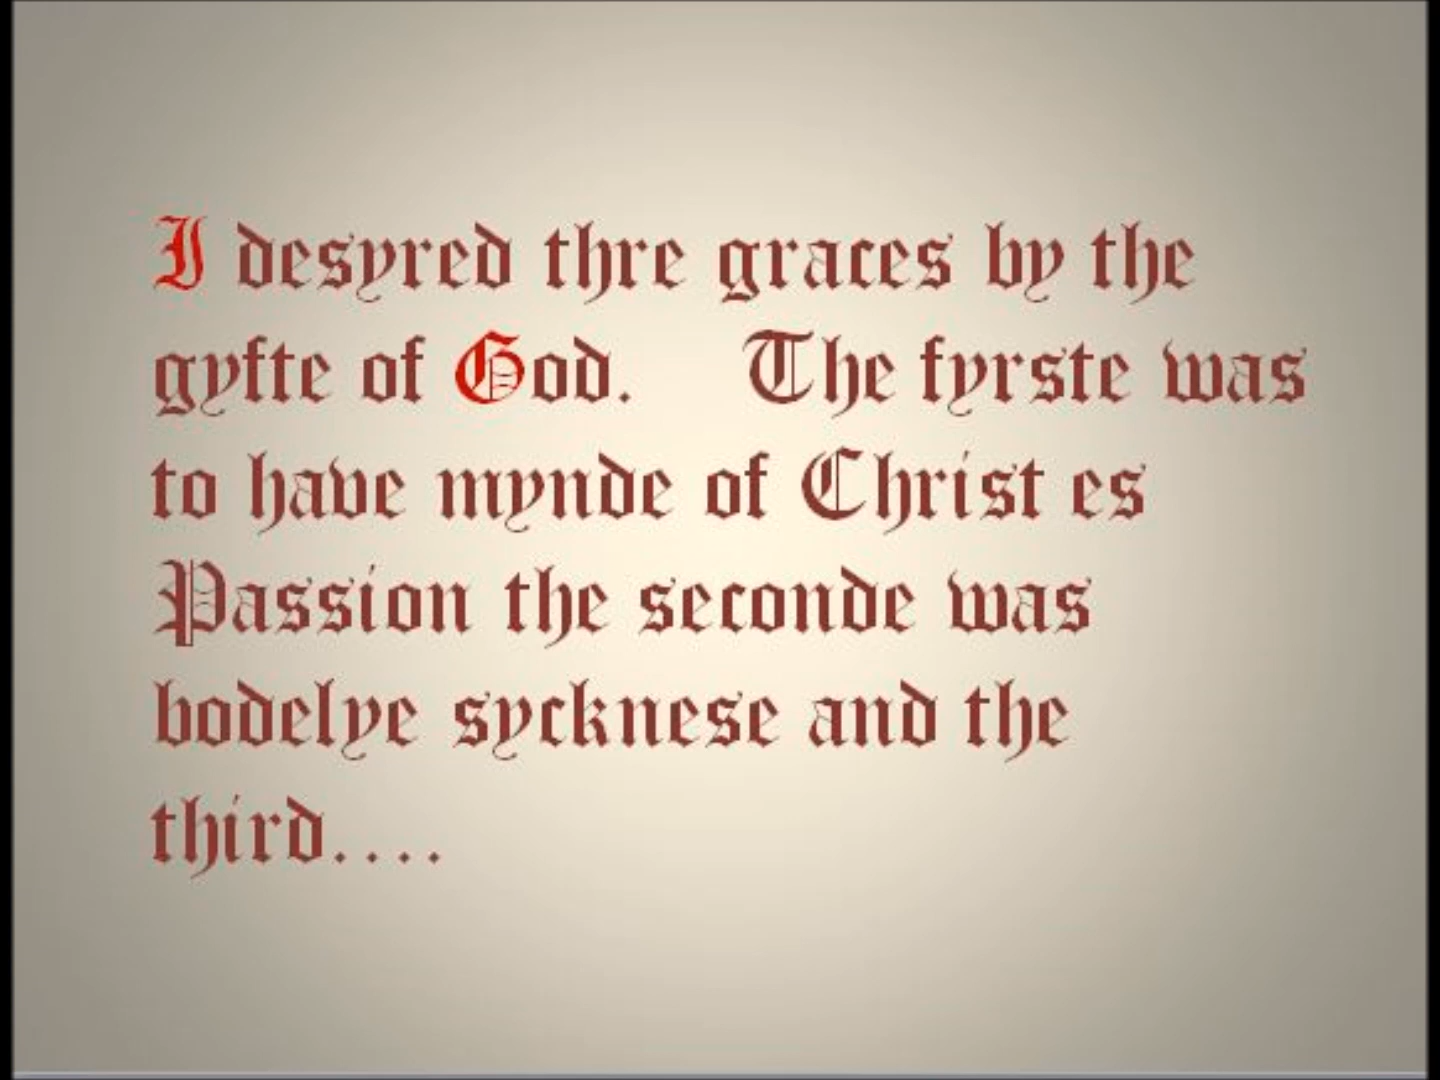 I desyred thre graces by the
gyfte of God. The fyrste was
to have mynde of Christ es
Passion the seconde was
bodelye sycknese and the
third....